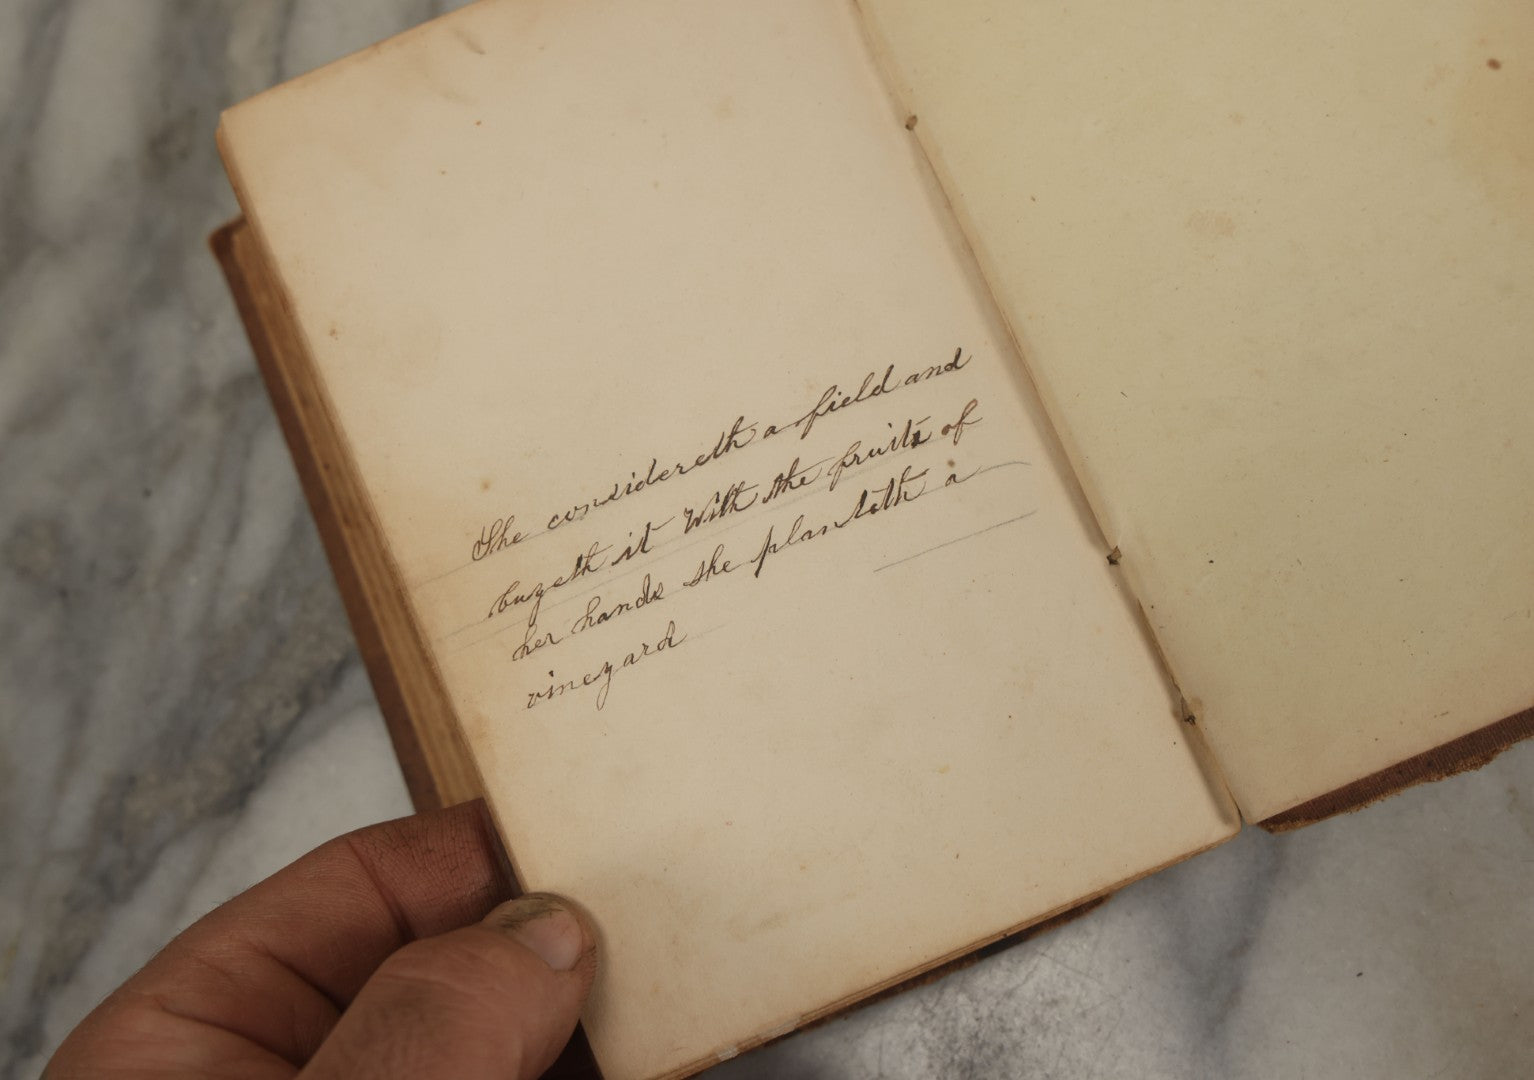 She considereth a field and
buyeth it With the fruits of
her hands she planteth a
vineyard